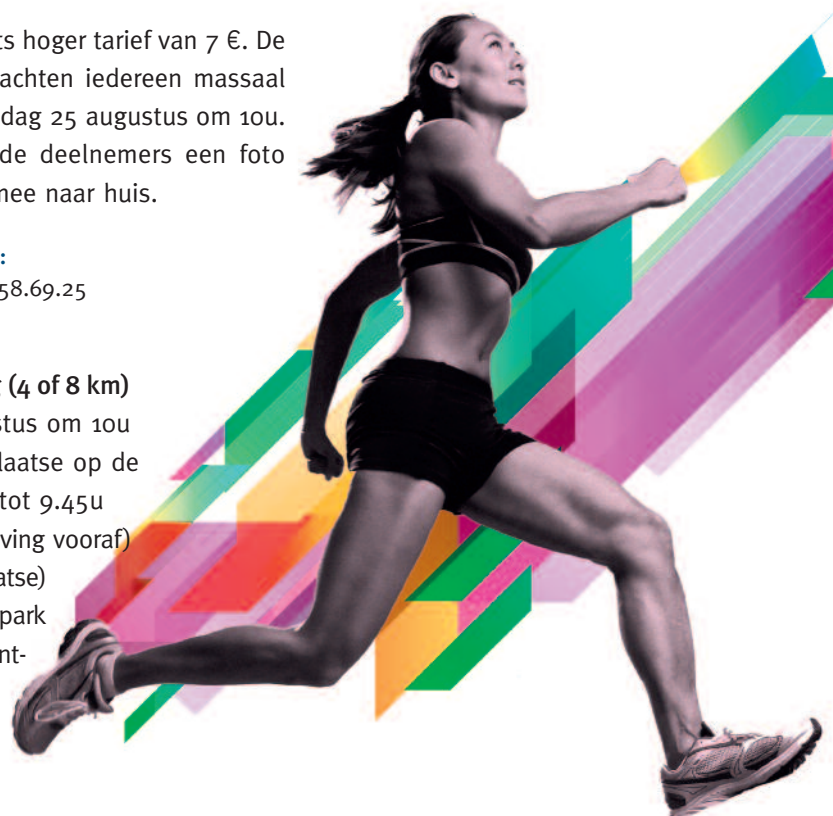 ts hoger tarief van 7 €. De
achten iedereen massaal
dag 25 augustus om 10u.
de deelnemers een foto
mee naar huis.
:
58.69.25
(4 of 8 km)
stus om 10u
laatse op de
tot 9.45u
ving vooraf)
atse)
park
nt-